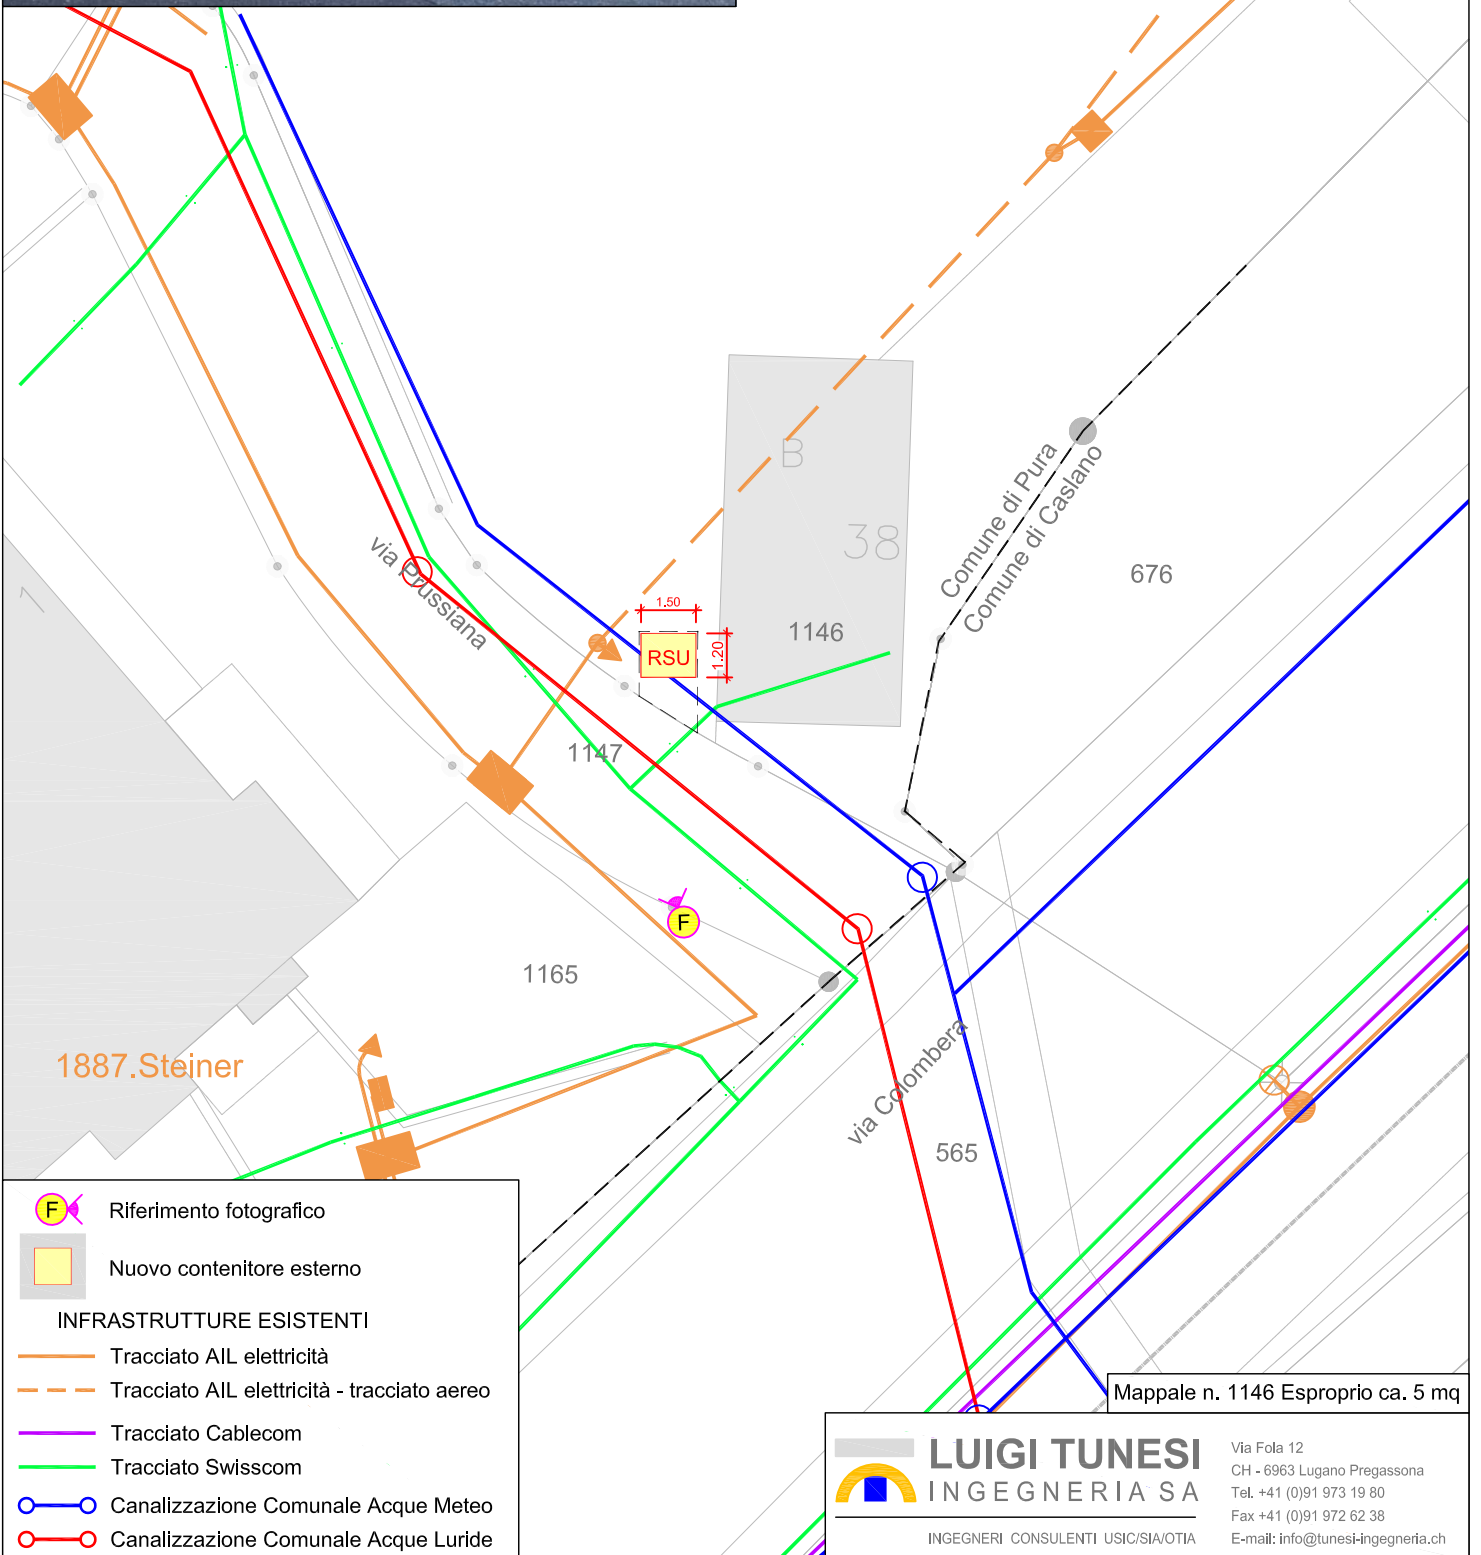 B
38
Comune di Pura
Comune di Caslano
676
via Prussiana
1.50
RSU
1.20
1146
1147
F
1165
1887.Steiner
via Colombera
565
F Riferimento fotografico
Nuovo contenitore esterno
INFRASTRUTTURE ESISTENTI
Tracciato AIL elettricità
Tracciato AIL elettricità - tracciato aereo
Tracciato Cablecom
Tracciato Swisscom
Canalizzazione Comunale Acque Meteo
Canalizzazione Comunale Acque Luride
Mappale n. 1146 Esproprio ca. 5 mq
LUIGI TUNESI
INGEGNERIA SA
INGEGNERI CONSULENTI USIC/SIA/OTIA
Via Fola 12
CH - 6963 Lugano Pregassona
Tel. +41 (0)91 973 19 80
Fax +41 (0)91 972 62 38
E-mail: info@tunesi-ingegneria.ch